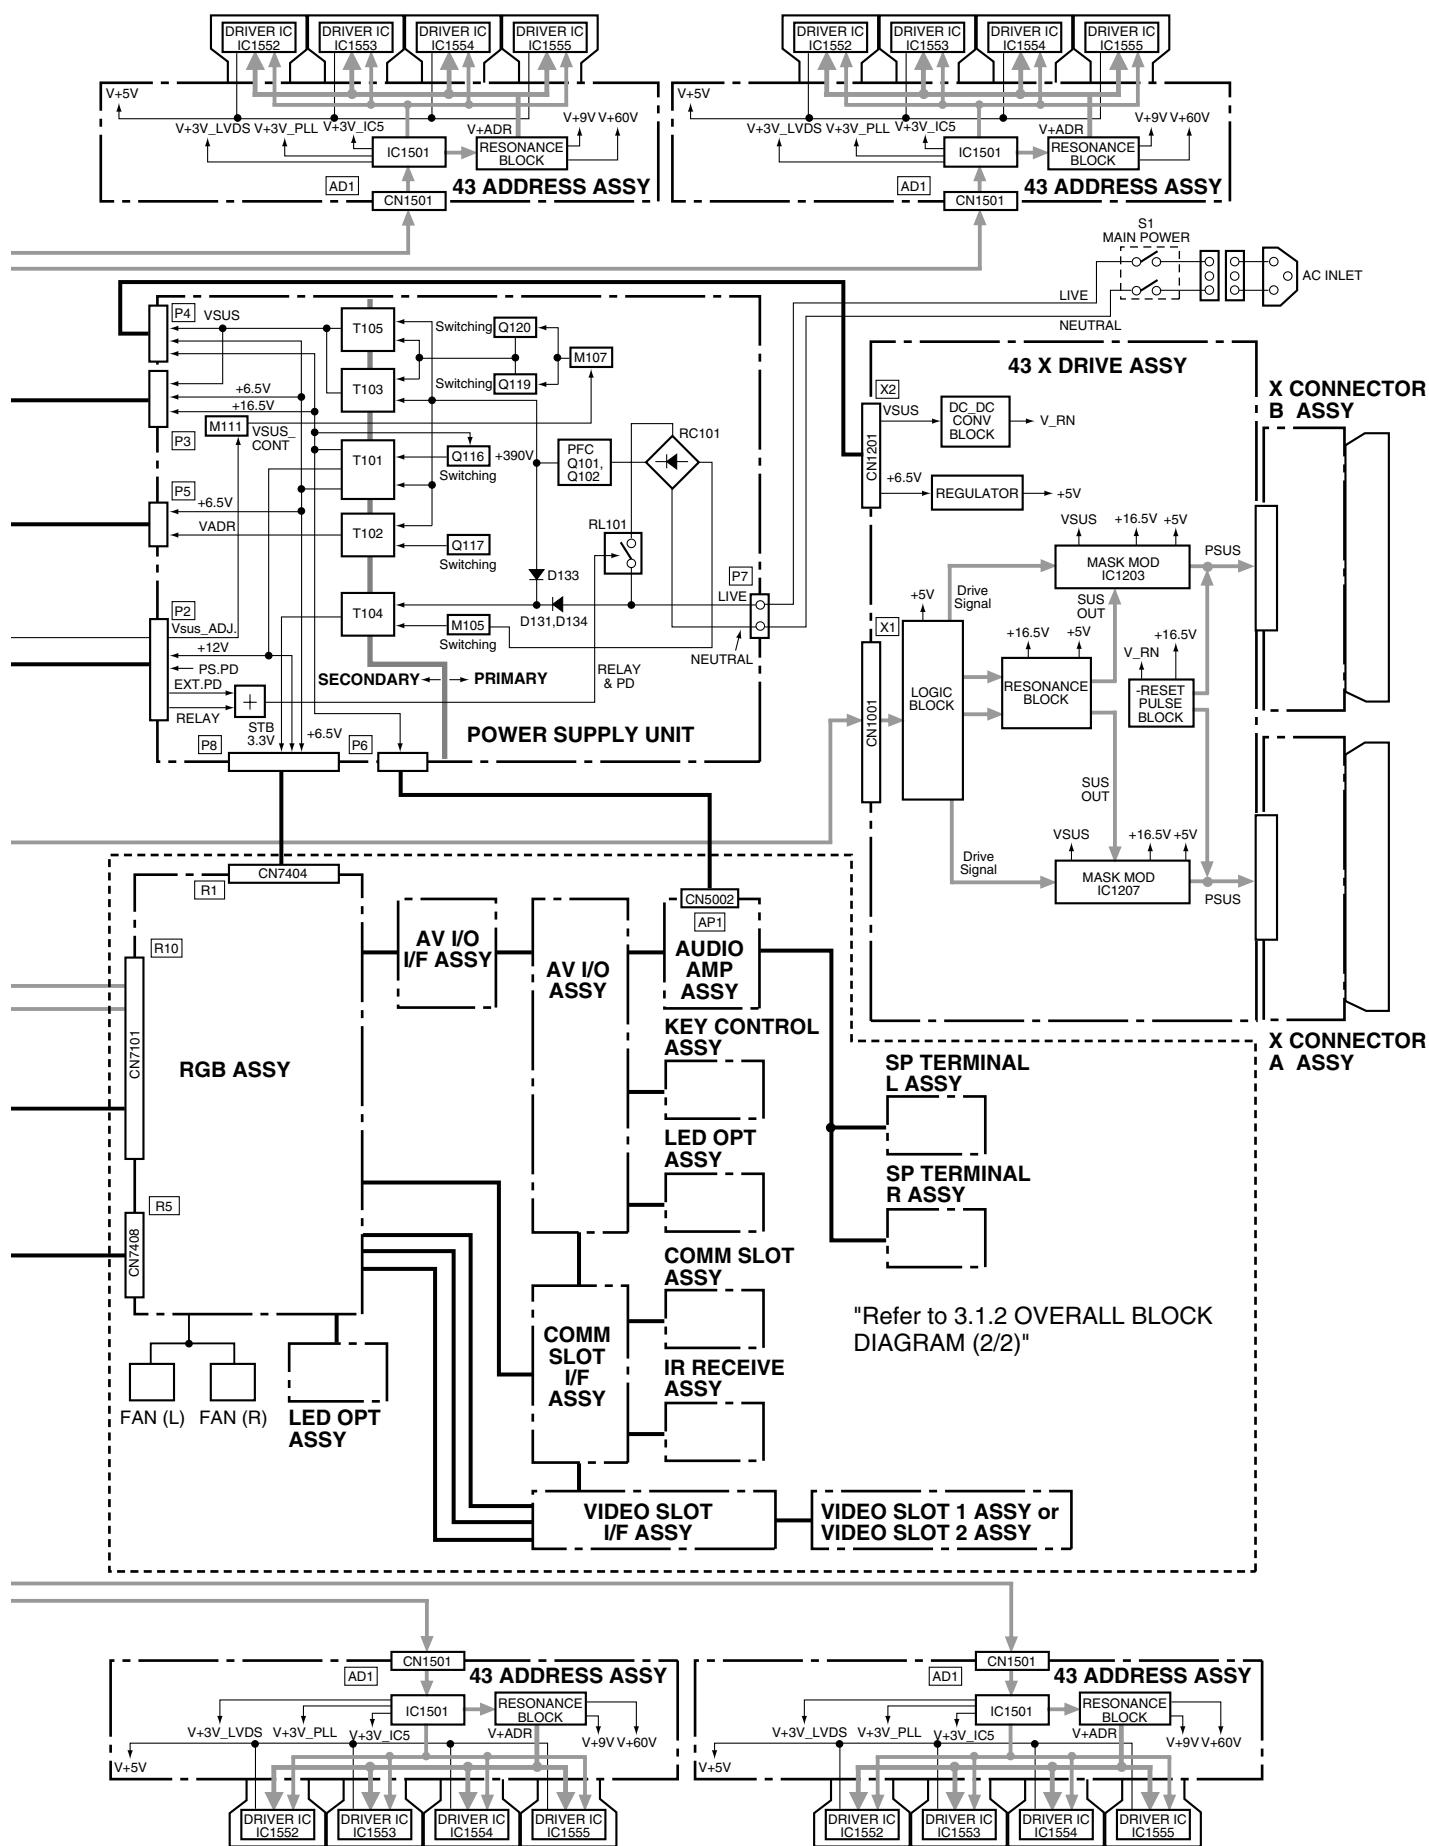 DRIVER IC
IC1552
DRIVER IC
IC1553
DRIVER IC
IC1554
DRIVER IC
IC1555
V+5V
V+3V_LVDS
V+3V_PLL
V+3V_IC5
V+ADR
V+9V
V+60V
IC1501
RESONANCE
BLOCK
AD1
CN1501
43 ADDRESS ASSY
DRIVER IC
IC1552
DRIVER IC
IC1553
DRIVER IC
IC1554
DRIVER IC
IC1555
V+5V
V+3V_LVDS
V+3V_PLL
V+3V_IC5
V+ADR
V+9V
V+60V
IC1501
RESONANCE
BLOCK
AD1
CN1501
43 ADDRESS ASSY
S1
MAIN POWER
AC INLET
LIVE
NEUTRAL
P4
VSUS
T105
Switching
Q120
M107
T103
Switching
Q119
+6.5V
+16.5V
P3
M111
VSUS_
CONT
T101
Q116
Switching
+390V
PFC
Q101,
Q102
RC101
P5
+6.5V
VADR
T102
Q117
Switching
RL101
D133
D131,D134
P7
LIVE
NEUTRAL
P2
Vsus_ADJ.
T104
M105
Switching
+12V
PS.PD
EXT.PD
RELAY
+
STB
3.3V
+6.5V
SECONDARY
PRIMARY
RELAY
& PD
POWER SUPPLY UNIT
P8
P6
43 X DRIVE ASSY
X2
CN1201
VSUS
DC_DC
CONV
BLOCK
V_RN
+6.5V
REGULATOR
+5V
VSUS
+16.5V
+5V
MASK MOD
IC1203
PSUS
Drive
Signal
SUS
OUT
+5V
X1
CN1001
LOGIC
BLOCK
+16.5V
+5V
RESONANCE
BLOCK
V_RN
+16.5V
-RESET
PULSE
BLOCK
SUS
OUT
Drive
Signal
VSUS
+16.5V
+5V
MASK MOD
IC1207
PSUS
X CONNECTOR
B ASSY
X CONNECTOR
A ASSY
CN7404
R1
R10
CN7101
RGB ASSY
R5
CN7408
FAN (L)
FAN (R)
LED OPT
ASSY
AV I/O
I/F ASSY
AV I/O
ASSY
CN5002
AP1
AUDIO
AMP
ASSY
KEY CONTROL
ASSY
LED OPT
ASSY
SP TERMINAL
L ASSY
SP TERMINAL
R ASSY
COMM SLOT
ASSY
COMM
SLOT
I/F
ASSY
IR RECEIVE
ASSY
"Refer to 3.1.2 OVERALL BLOCK
DIAGRAM (2/2)"
VIDEO SLOT
I/F ASSY
VIDEO SLOT 1 ASSY or
VIDEO SLOT 2 ASSY
CN1501
AD1
43 ADDRESS ASSY
IC1501
RESONANCE
BLOCK
V+3V_LVDS
V+3V_PLL
V+3V_IC5
V+ADR
V+9V
V+60V
V+5V
DRIVER IC
IC1552
DRIVER IC
IC1553
DRIVER IC
IC1554
DRIVER IC
IC1555
CN1501
AD1
43 ADDRESS ASSY
IC1501
RESONANCE
BLOCK
V+3V_LVDS
V+3V_PLL
V+3V_IC5
V+ADR
V+9V
V+60V
V+5V
DRIVER IC
IC1552
DRIVER IC
IC1553
DRIVER IC
IC1554
DRIVER IC
IC1555